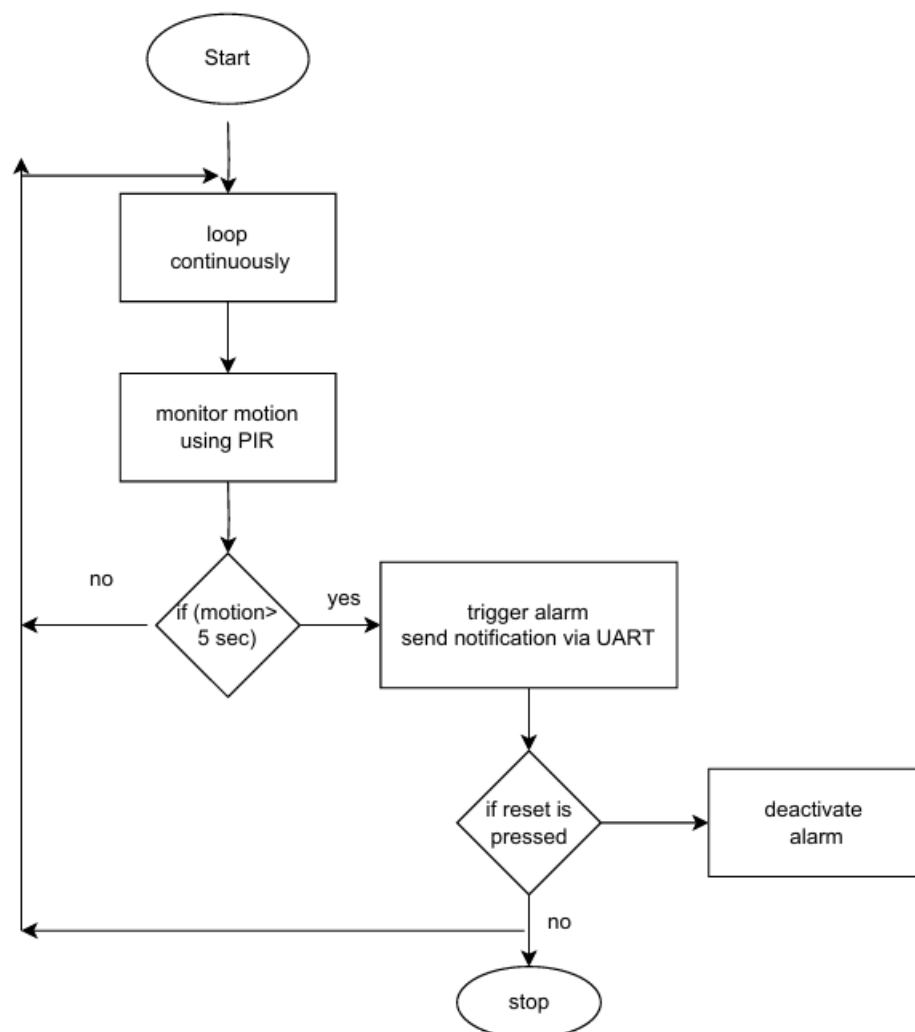 Start
loop
continuously
monitor motion
using PIR
no
if (motion>
5 sec)
yes
trigger alarm
send notification via UART
if reset is
pressed
deactivate
alarm
no
stop